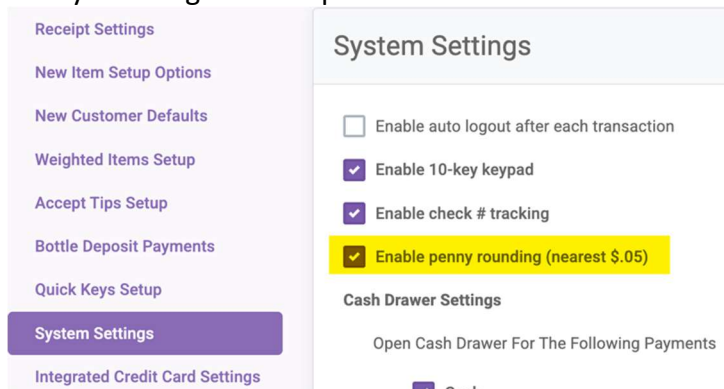 Receipt Settings
New Item Setup Options
New Customer Defaults
Weighted Items Setup
Accept Tips Setup
Bottle Deposit Payments
Quick Keys Setup
System Settings
Integrated Credit Card Settings
System Settings
Enable auto logout after each transaction
Enable 10-key keypad
Enable check # tracking
Enable penny rounding (nearest $.05)
Cash Drawer Settings
Open Cash Drawer For The Following Payments